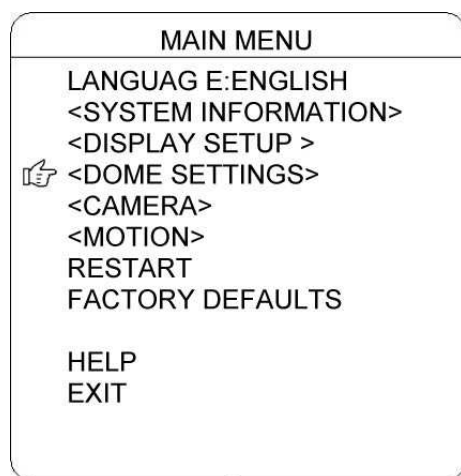 MAIN MENU
LANGUAG E:ENGLISH
<SYSTEM INFORMATION>
<DISPLAY SETUP >
<DOME SETTINGS>
<CAMERA>
<MOTION>
RESTART
FACTORY DEFAULTS
HELP
EXIT